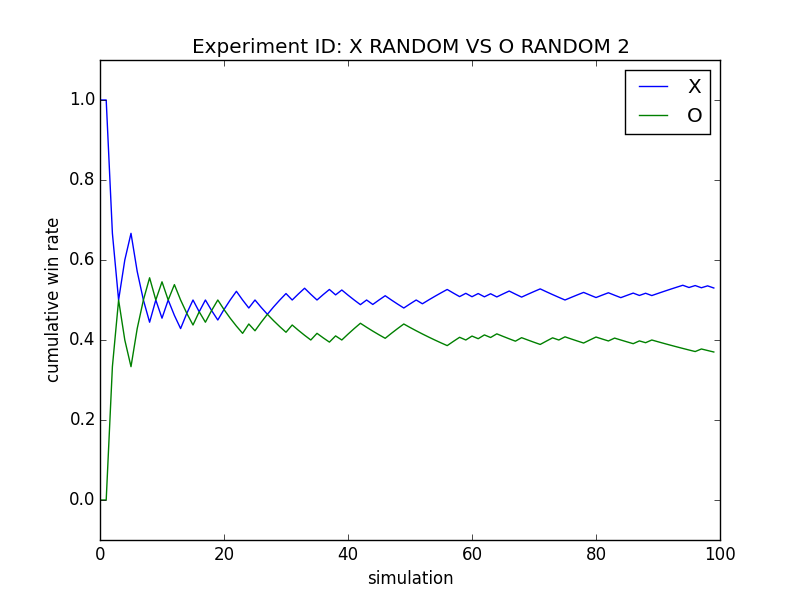 Experiment ID: X RANDOM VS O RANDOM 2
X
O
1.0
0.8
0.6
0.4
0.2
0.0
cumulative win rate
0 20 40 60 80 100
simulation